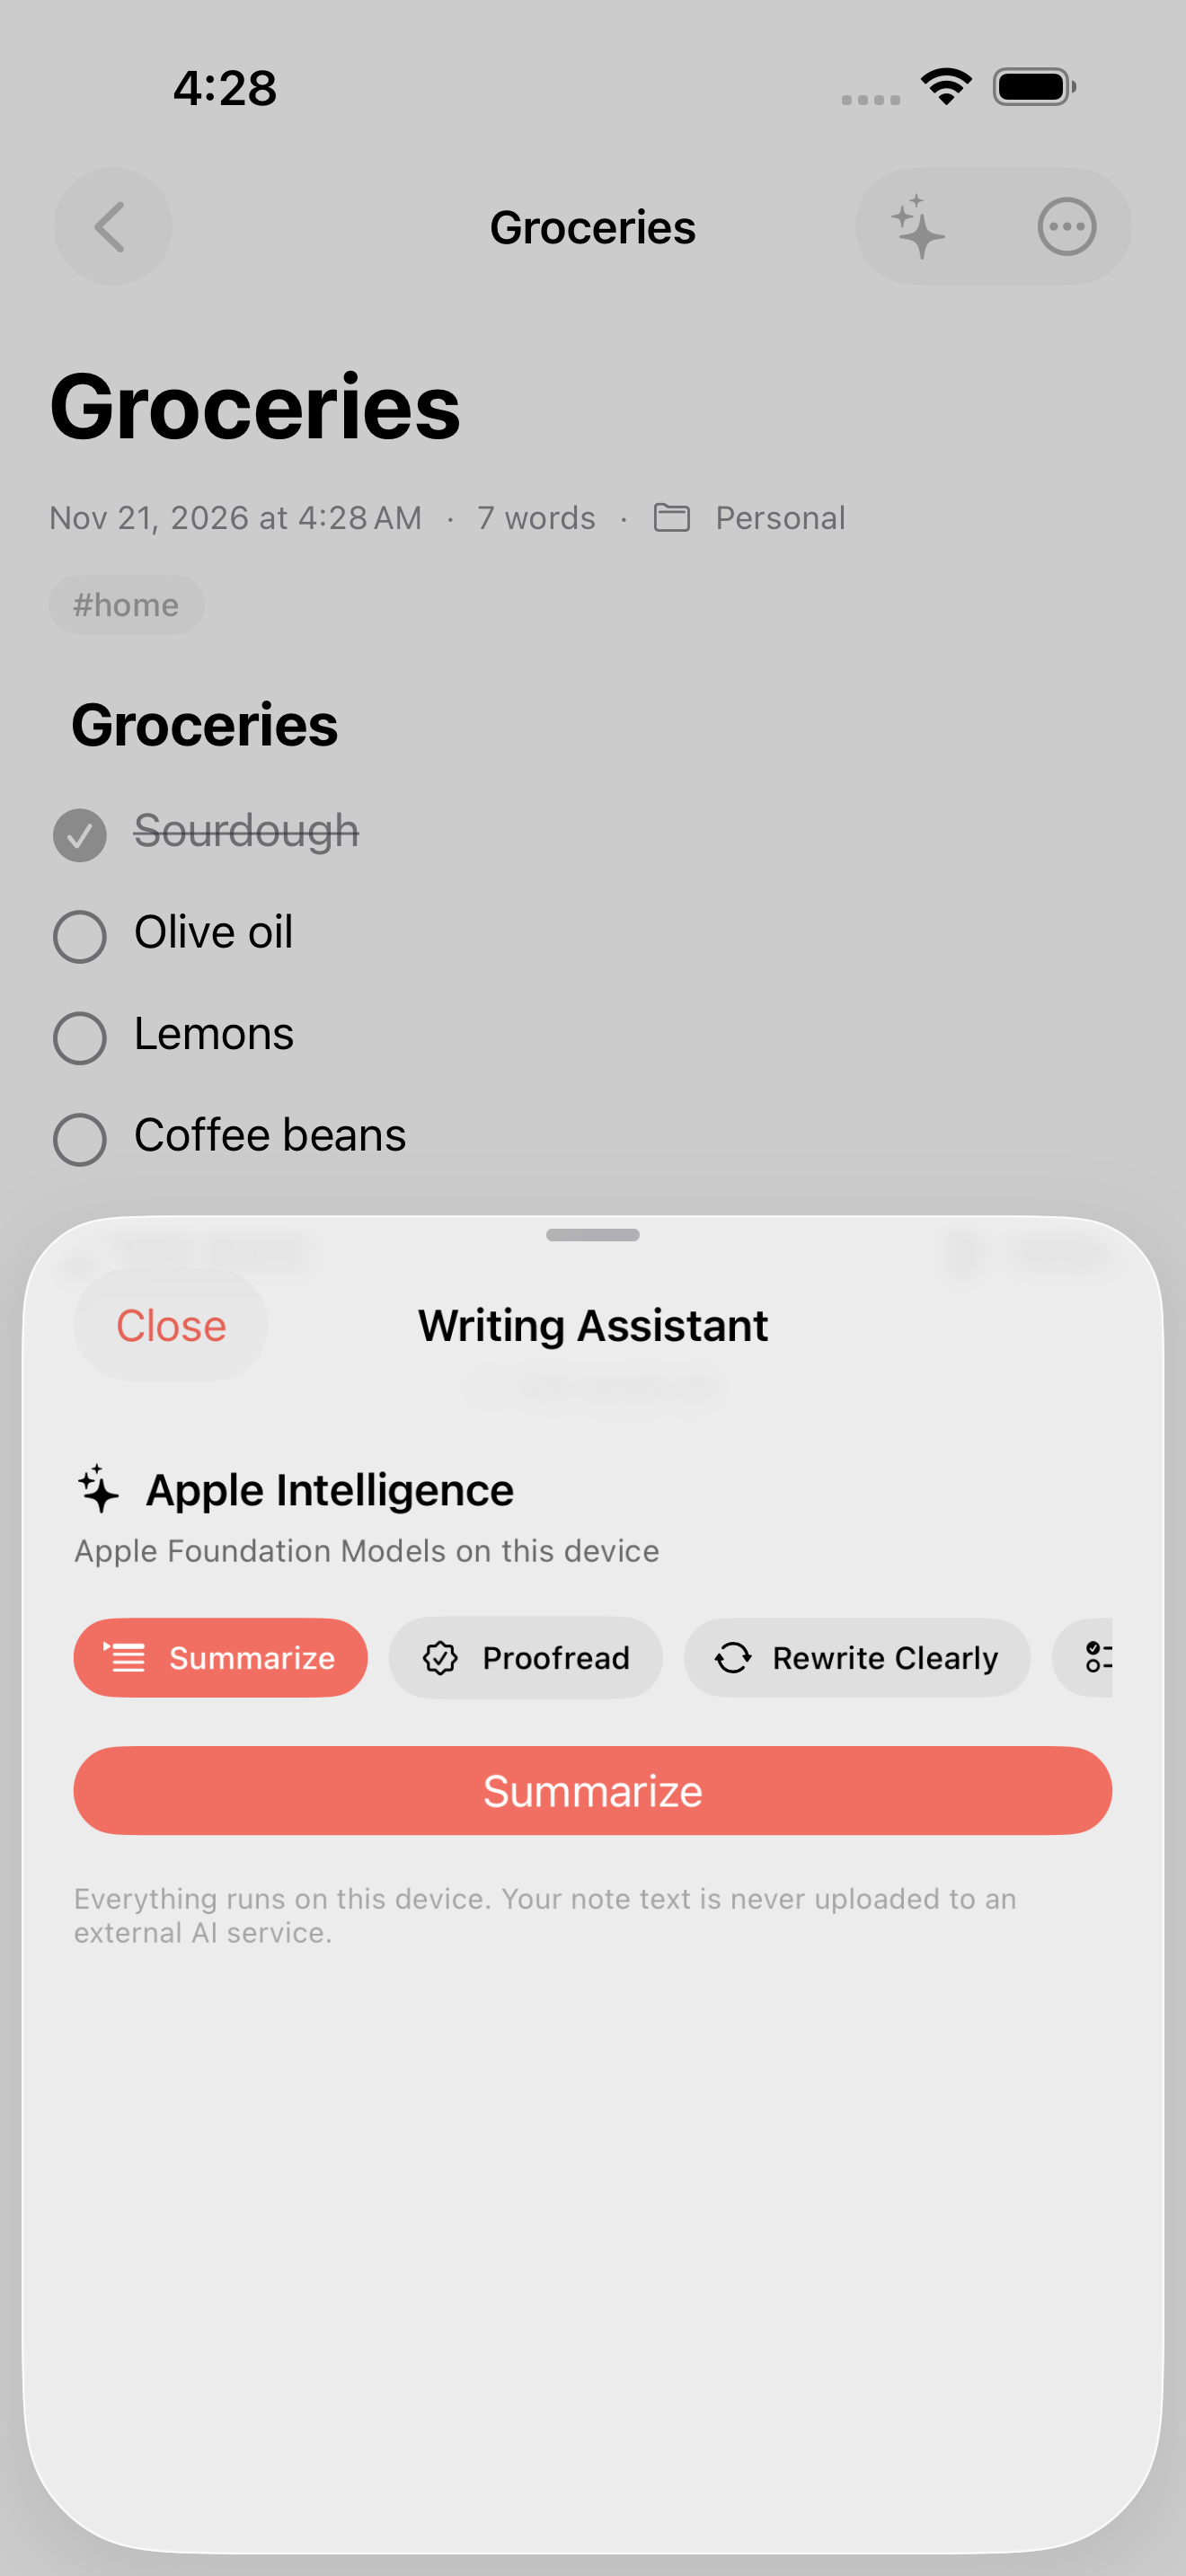 4:28
Groceries
Groceries
Nov 21, 2026 at 4:28 AM · 7 words · Personal
#home
Groceries
Sourdough
Olive oil
Lemons
Coffee beans
Close
Writing Assistant
Apple Intelligence
Apple Foundation Models on this device
Summarize Proofread Rewrite Clearly
Summarize
Everything runs on this device. Your note text is never uploaded to an
external AI service.